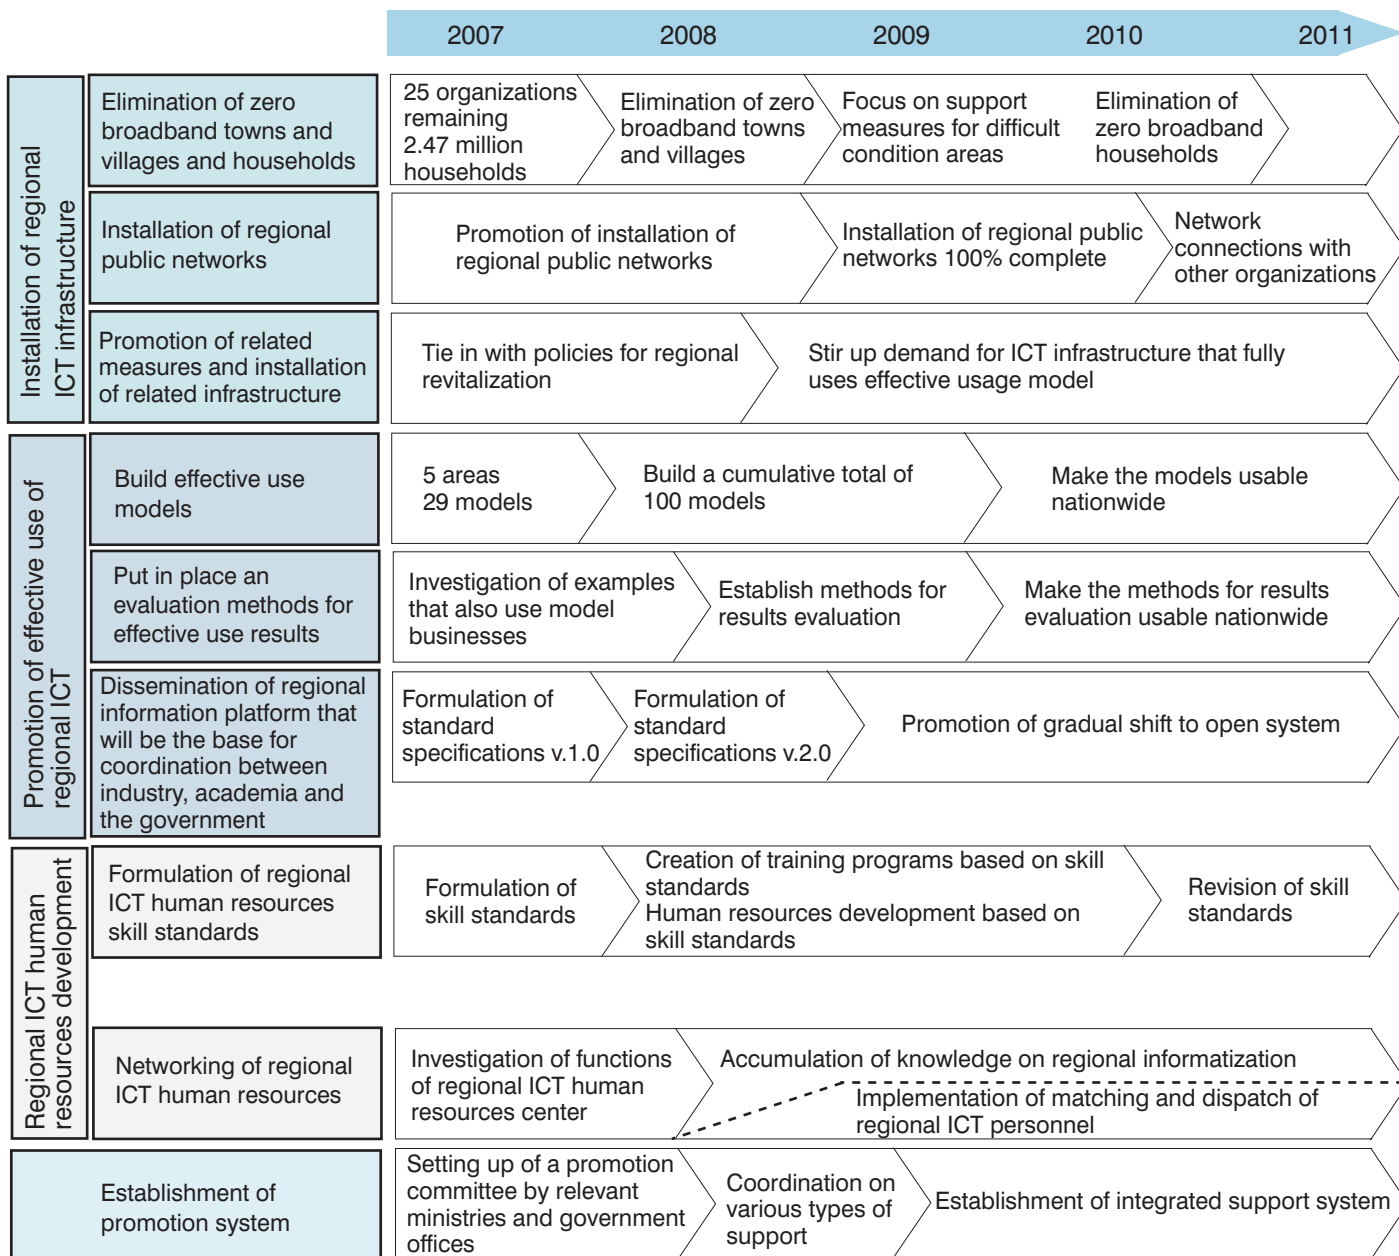 2007
2008
2009
2010
2011
Installation of regional
ICT infrastructure
Elimination of zero
broadband towns and
villages and households
25 organizations
remaining
2.47 million
households
Elimination of zero
broadband towns
and villages
Focus on support
measures for difficult
condition areas
Elimination of
zero broadband
households
Installation of regional
public networks
Promotion of installation of
regional public networks
Installation of regional public
networks 100% complete
Network
connections with
other organizations
Promotion of related
measures and installation
of related infrastructure
Tie in with policies for regional
revitalization
Stir up demand for ICT infrastructure that fully
uses effective usage model
Promotion of effective use of
regional ICT
Build effective use
models
5 areas
29 models
Build a cumulative total of
100 models
Make the models usable
nationwide
Put in place an
evaluation methods for
effective use results
Investigation of examples
that also use model
businesses
Establish methods for
results evaluation
Make the methods for results
evaluation usable nationwide
Dissemination of regional
information platform that
will be the base for
coordination between
industry, academia and
the government
Formulation of
standard
specifications v.1.0
Formulation of
standard
specifications v.2.0
Promotion of gradual shift to open system
Regional ICT human
resources development
Formulation of regional
ICT human resources
skill standards
Formulation of
skill standards
Creation of training programs based on skill
standards
Human resources development based on
skill standards
Revision of skill
standards
Networking of regional
ICT human resources
Investigation of functions
of regional ICT human
resources center
Accumulation of knowledge on regional informatization
Implementation of matching and dispatch of
regional ICT personnel
Establishment of
promotion system
Setting up of a promotion
committee by relevant
ministries and government
offices
Coordination on
various types of
support
Establishment of integrated support system